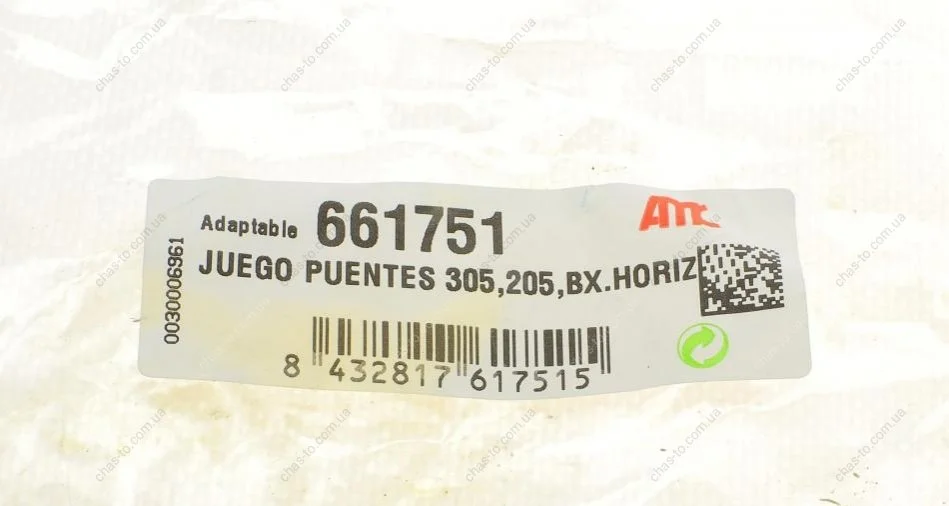 Adaptable 661751
AMC
JUEGO PUENTES 305,205,BX.HORIZ
0030006961
8 432817 617515
chas-to.com.ua